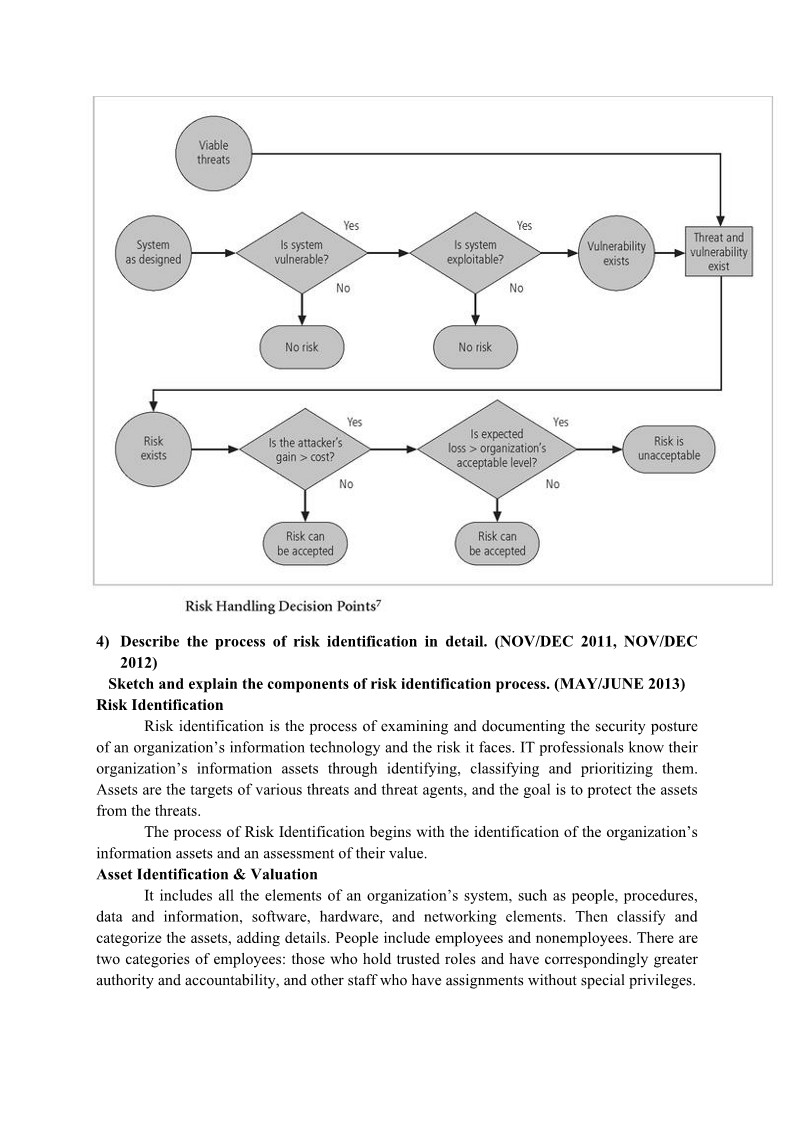 Viable
threats
System
as designed
Is system
vulnerable?
Yes
No
No risk
Is system
exploitable?
Yes
No
No risk
Vulnerability
exists
Threat and
vulnerability
exist
Risk
exists
Is the attacker's
gain > cost?
Yes
No
Risk can
be accepted
Is expected
loss > organization's
acceptable level?
Yes
No
Risk can
be accepted
Risk is
unacceptable
Risk Handling Decision Points7
4) Describe the process of risk identification in detail. (NOV/DEC 2011, NOV/DEC
2012)
Sketch and explain the components of risk identification process. (MAY/JUNE 2013)
Risk Identification
Risk identification is the process of examining and documenting the security posture
of an organization's information technology and the risk it faces. IT professionals know their
organization's information assets through identifying, classifying and prioritizing them.
Assets are the targets of various threats and threat agents, and the goal is to protect the assets
from the threats.
The process of Risk Identification begins with the identification of the organization's
information assets and an assessment of their value.
Asset Identification & Valuation
It includes all the elements of an organization's system, such as people, procedures,
data and information, software, hardware, and networking elements. Then classify and
categorize the assets, adding details. People include employees and nonemployees. There are
two categories of employees: those who hold trusted roles and have correspondingly greater
authority and accountability, and other staff who have assignments without special privileges.